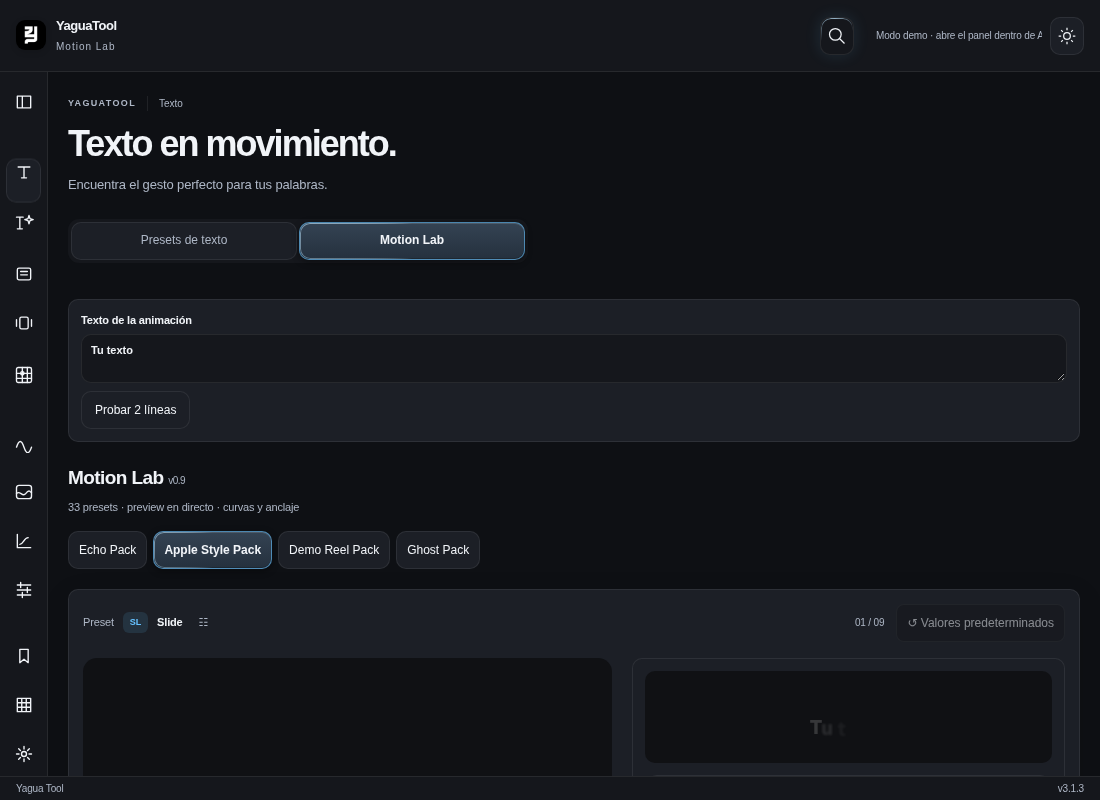 YaguaTool
Motion Lab
Modo demo · abre el panel dentro de A
YAGUATOOL
Texto
Texto en movimiento.
Encuentra el gesto perfecto para tus palabras.
Presets de texto
Motion Lab
Texto de la animación
Tu texto
Probar 2 líneas
Motion Lab v0.9
33 presets · preview en directo · curvas y anclaje
Echo Pack
Apple Style Pack
Demo Reel Pack
Ghost Pack
Preset SL Slide
01 / 09
↺ Valores predeterminados
Tu t
Yagua Tool
v3.1.3